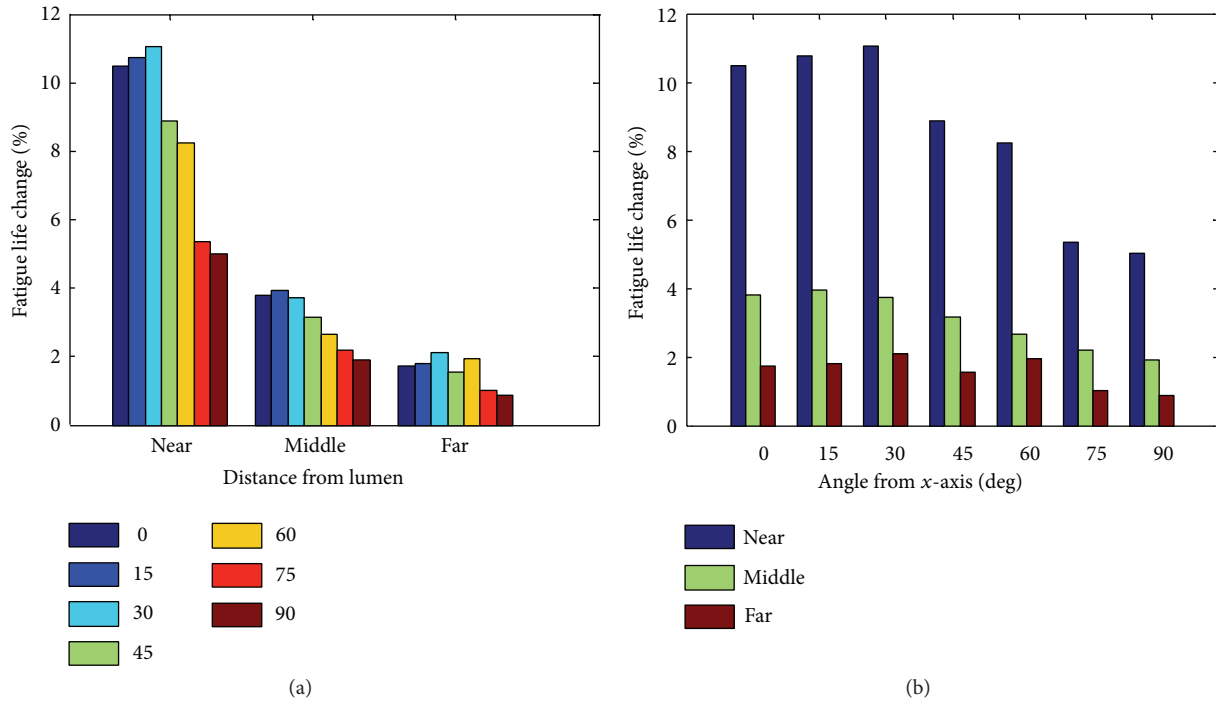 12
10
8
6
4
2
0
Fatigue life change (%)
Near Middle Far
Distance from lumen
0
15
30
45
60
75
90
(a)
12
10
8
6
4
2
0
Fatigue life change (%)
0 15 30 45 60 75 90
Angle from x-axis (deg)
Near
Middle
Far
(b)